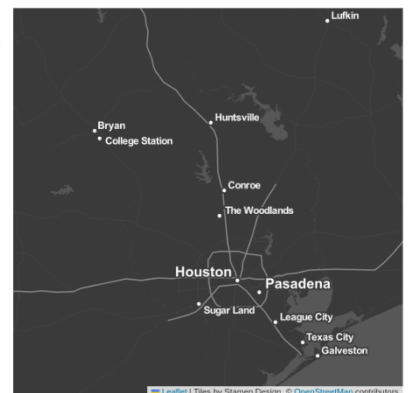 Lufkin
Huntsville
Bryan
College Station
Conroe
The Woodlands
Houston
Pasadena
Sugar Land
League City
Texas City
Galveston
Leaflet | Tiles by Stamen Design, © OpenStreetMap contributors